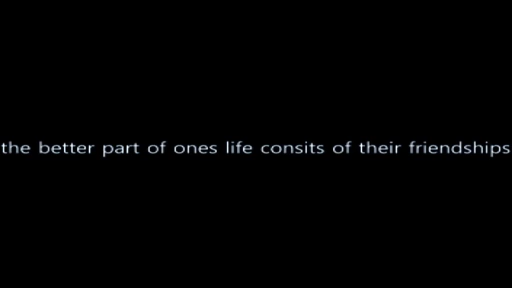 the better part of ones life consits of their friendships